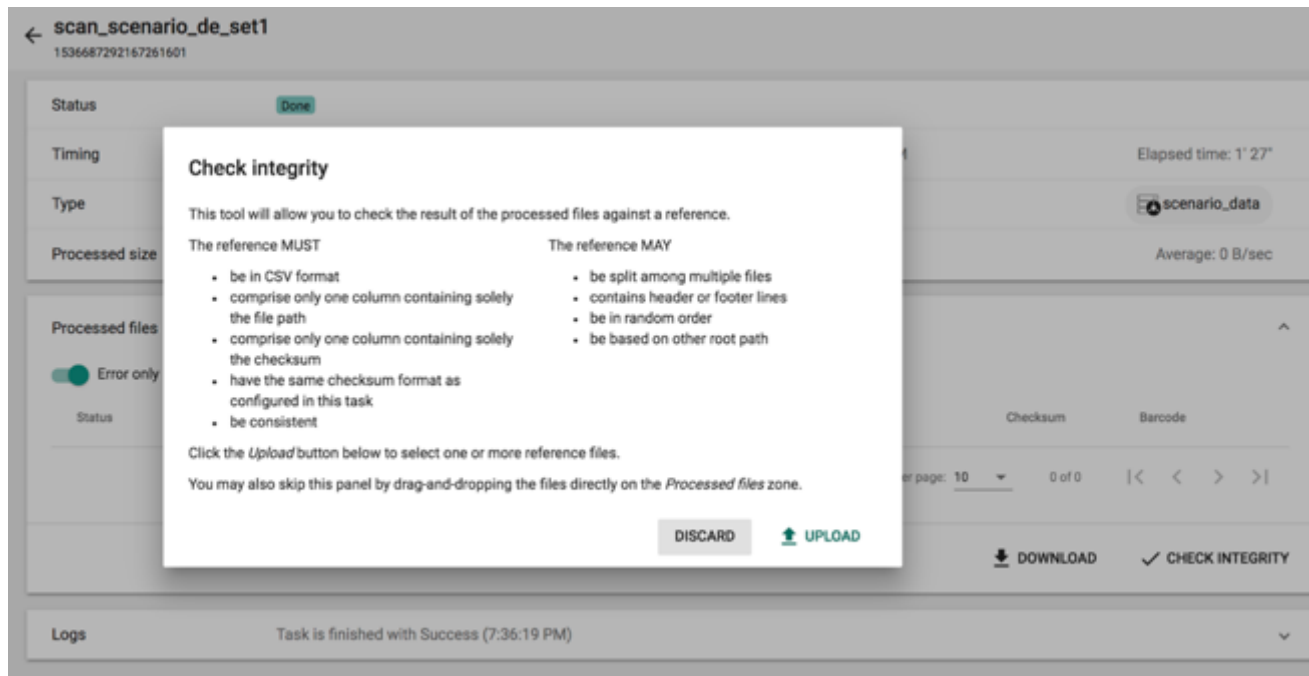 scan_scenario_de_set1
1536687292167261601
Status
Done
Timing
Elapsed time: 1' 27"
Type
scenario_data
Processed size
Average: 0 B/sec
Check integrity
This tool will allow you to check the result of the processed files against a reference.
The reference MUST
be in CSV format
comprise only one column containing solely
the file path
comprise only one column containing solely
the checksum
have the same checksum format as
configured in this task
be consistent
The reference MAY
be split among multiple files
contains header or footer lines
be in random order
be based on other root path
Click the Upload button below to select one or more reference files.
You may also skip this panel by drag-and-dropping the files directly on the Processed files zone.
DISCARD
UPLOAD
Processed files
Error only
Status
Checksum
Barcode
er page: 10
0 of 0
DOWNLOAD
CHECK INTEGRITY
Logs
Task is finished with Success (7:36:19 PM)